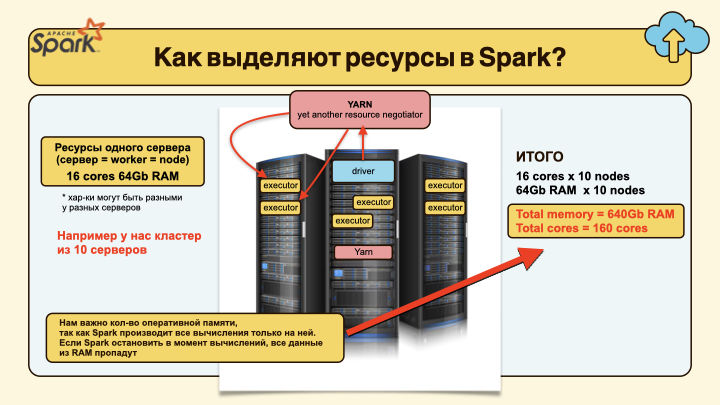 APACHE
Spark
Как выделяют ресурсы в Spark?
YARN
yet another resource negotiator
Ресурсы одного сервера
(сервер = worker = node)
16 cores 64Gb RAM
* хар-ки могут быть разными
у разных серверов
Например у нас кластер
из 10 серверов
driver
executor
executor
executor
executor
executor
executor
Yarn
ИТОГО
16 cores x 10 nodes
64Gb RAM x 10 nodes
Total memory = 640Gb RAM
Total cores = 160 cores
Нам важно кол-во оперативной памяти,
так как Spark производит все вычисления только на ней.
Если Spark остановить в момент вычислений, все данные
из RAM пропадут